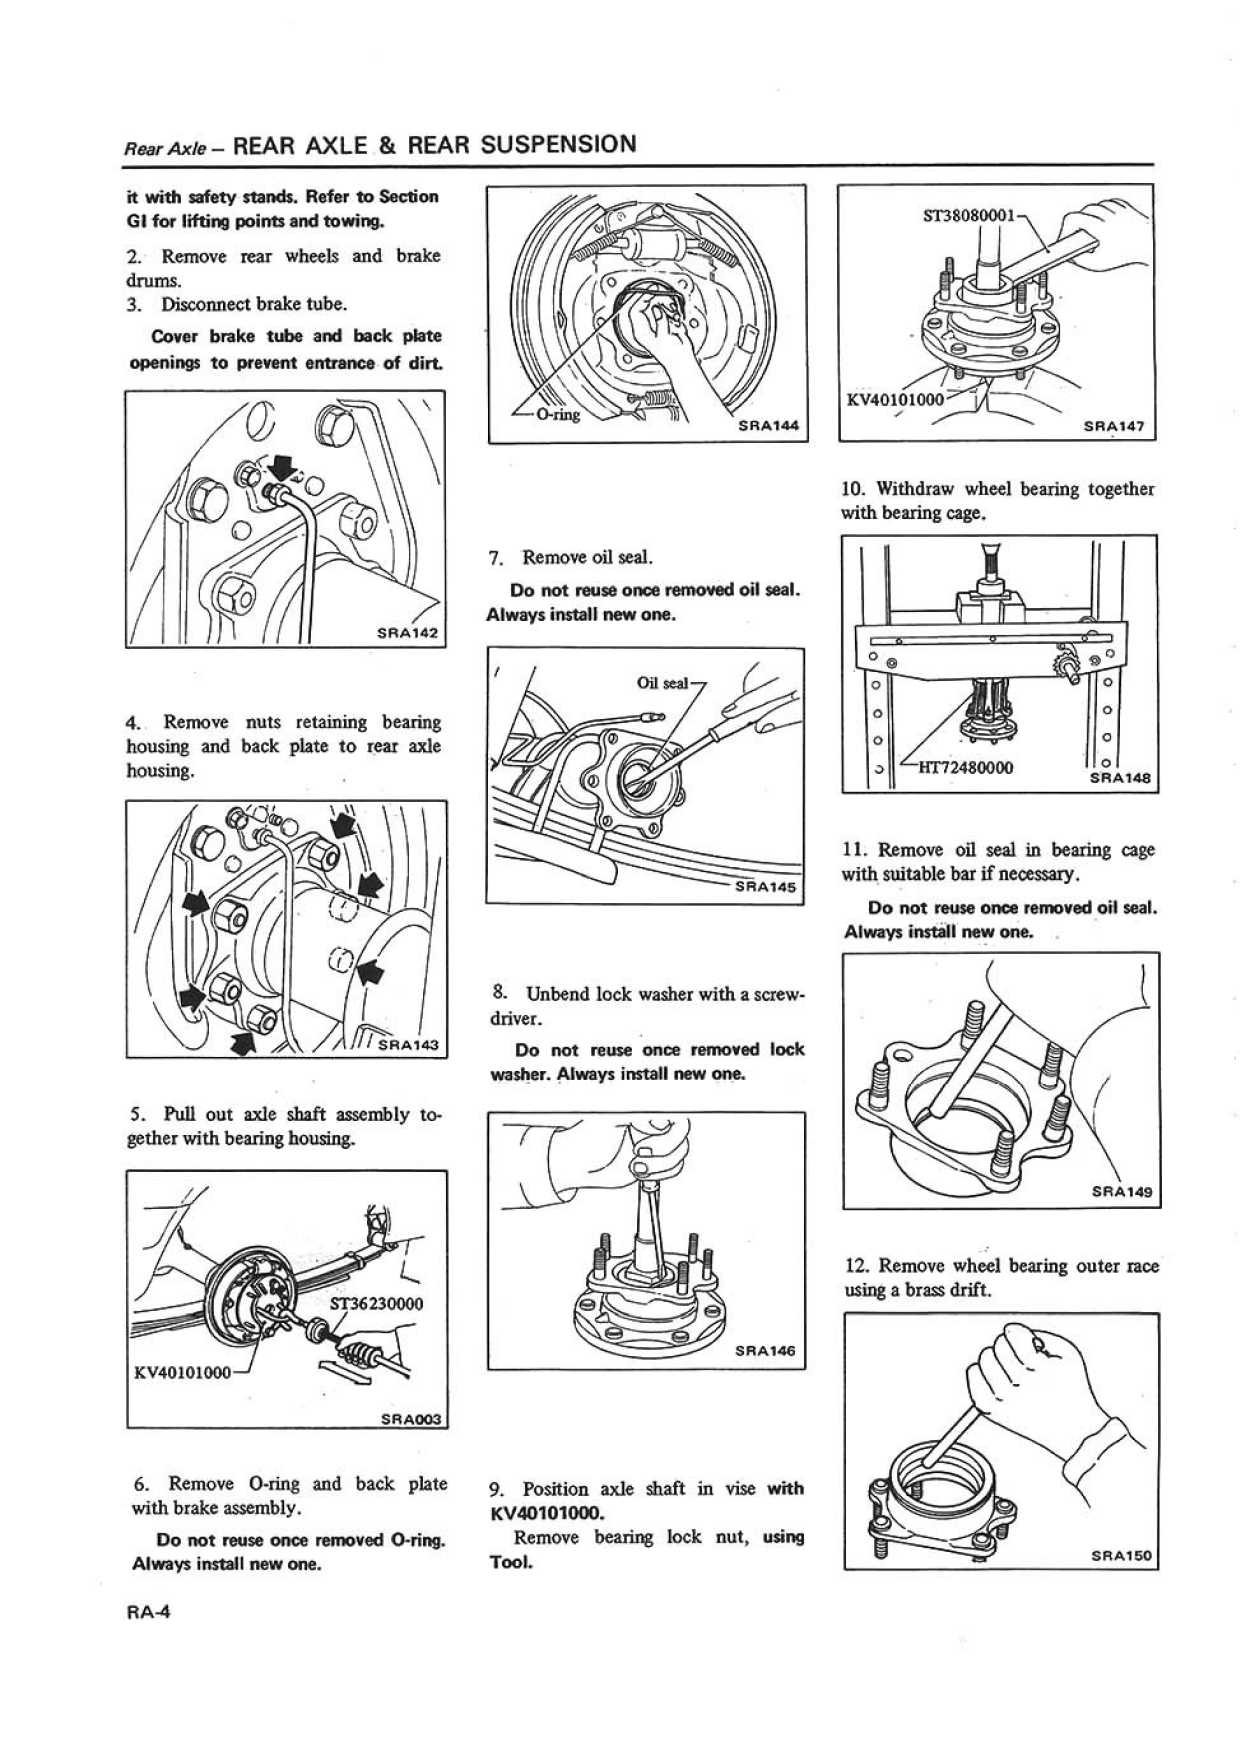 Rear Axle – REAR AXLE & REAR SUSPENSION
it with safety stands. Refer to Section
GI for lifting points and towing.
2. Remove rear wheels and brake
drums.
3. Disconnect brake tube.
Cover brake tube and back plate
openings to prevent entrance of dirt.
SRA142
4. Remove nuts retaining bearing
housing and back plate to rear axle
housing.
SRA143
5. Pull out axle shaft assembly to-
gether with bearing housing.
ST36230000
KV40101000
SRA003
6. Remove O-ring and back plate
with brake assembly.
Do not reuse once removed O-ring.
Always install new one.
O-ring
SRA144
7. Remove oil seal.
Do not reuse once removed oil seal.
Always install new one.
Oil seal
SRA145
8. Unbend lock washer with a screw-
driver.
Do not reuse once removed lock
washer. Always install new one.
SRA146
9. Position axle shaft in vise with
KV40101000.
Remove bearing lock nut, using
Tool.
ST38080001
KV40101000
SRA147
10. Withdraw wheel bearing together
with bearing cage.
HT72480000
SRA148
11. Remove oil seal in bearing cage
with suitable bar if necessary.
Do not reuse once removed oil seal.
Always install new one.
SRA149
12. Remove wheel bearing outer race
using a brass drift.
SRA150
RA-4